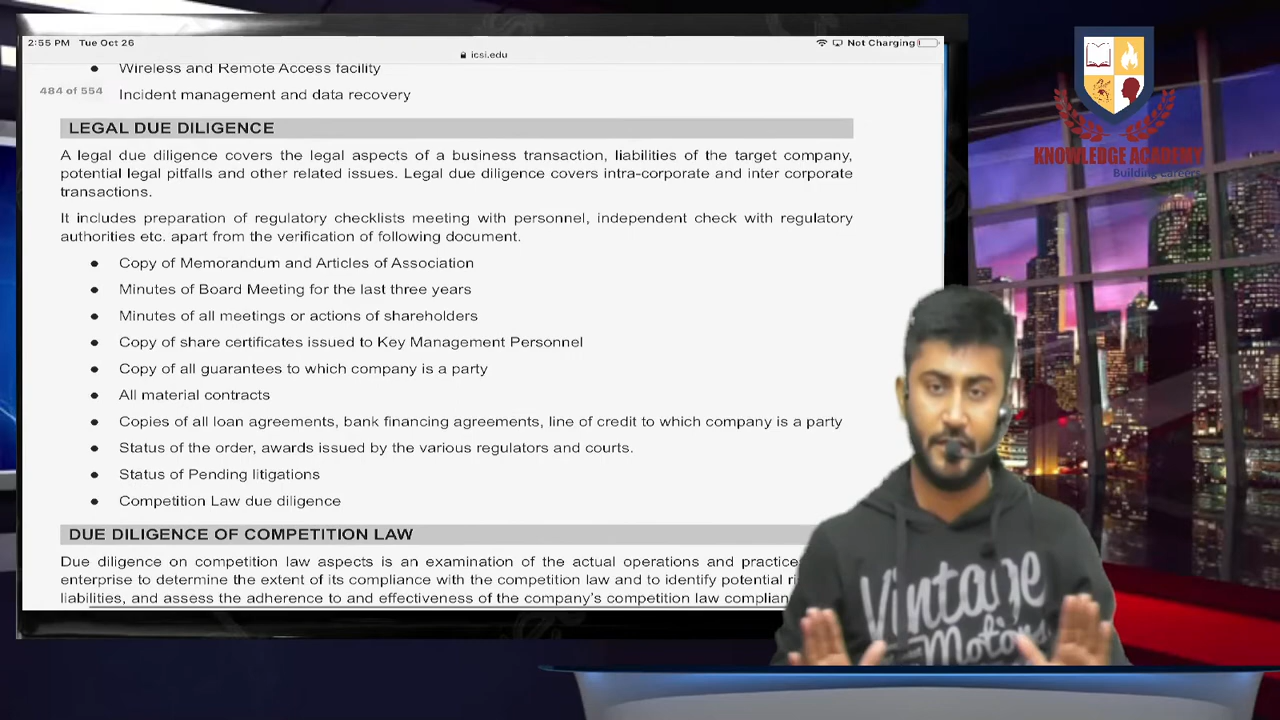 2:55 PM Tue Oct 26
Not Charging
icsi.edu
• Wireless and Remote Access facility
484 of 554
Incident management and data recovery
LEGAL DUE DILIGENCE
A legal due diligence covers the legal aspects of a business transaction, liabilities of the target company,
potential legal pitfalls and other related issues. Legal due diligence covers intra-corporate and inter corporate
transactions.
It includes preparation of regulatory checklists meeting with personnel, independent check with regulatory
authorities etc. apart from the verification of following document.
• Copy of Memorandum and Articles of Association
• Minutes of Board Meeting for the last three years
• Minutes of all meetings or actions of shareholders
• Copy of share certificates issued to Key Management Personnel
• Copy of all guarantees to which company is a party
• All material contracts
• Copies of all loan agreements, bank financing agreements, line of credit to which company is a party
• Status of the order, awards issued by the various regulators and courts.
• Status of Pending litigations
• Competition Law due diligence
DUE DILIGENCE OF COMPETITION LAW
Due diligence on competition law aspects is an examination of the actual operations and practice
enterprise to determine the extent of its compliance with the competition law and to identify potential
liabilities, and assess the adherence to and effectiveness of the company's competition law
KNOWLEDGE ACADEMY
Building Careers
Vintage
Motors